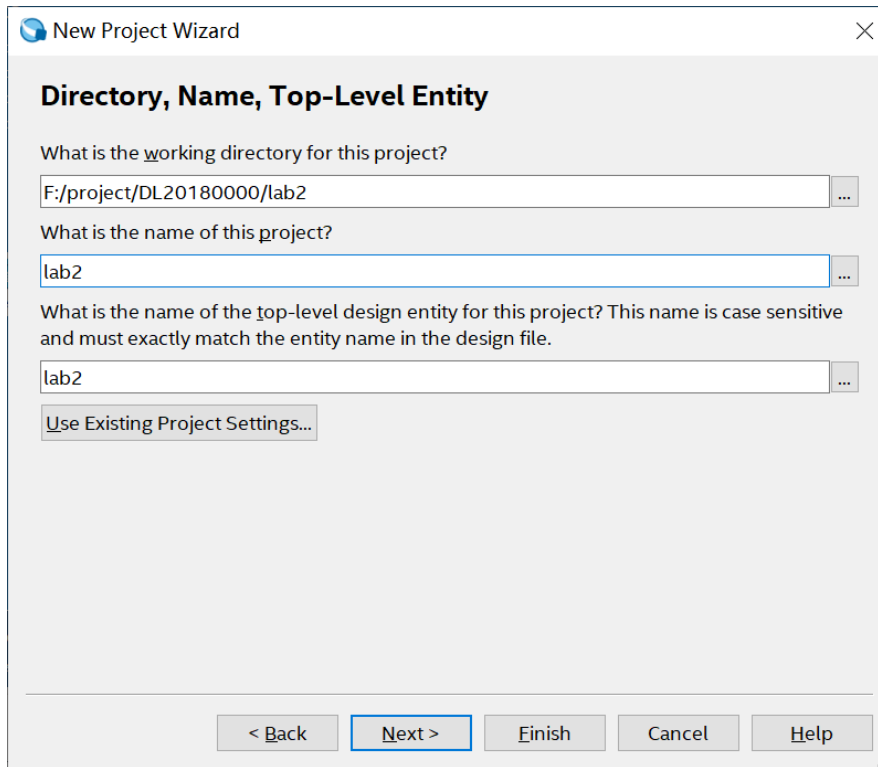 New Project Wizard
Directory, Name, Top-Level Entity
What is the working directory for this project?
F:/project/DL20180000/lab2
...
What is the name of this project?
lab2
...
What is the name of the top-level design entity for this project? This name is case sensitive
and must exactly match the entity name in the design file.
lab2
...
Use Existing Project Settings...
< Back Next > Finish Cancel Help